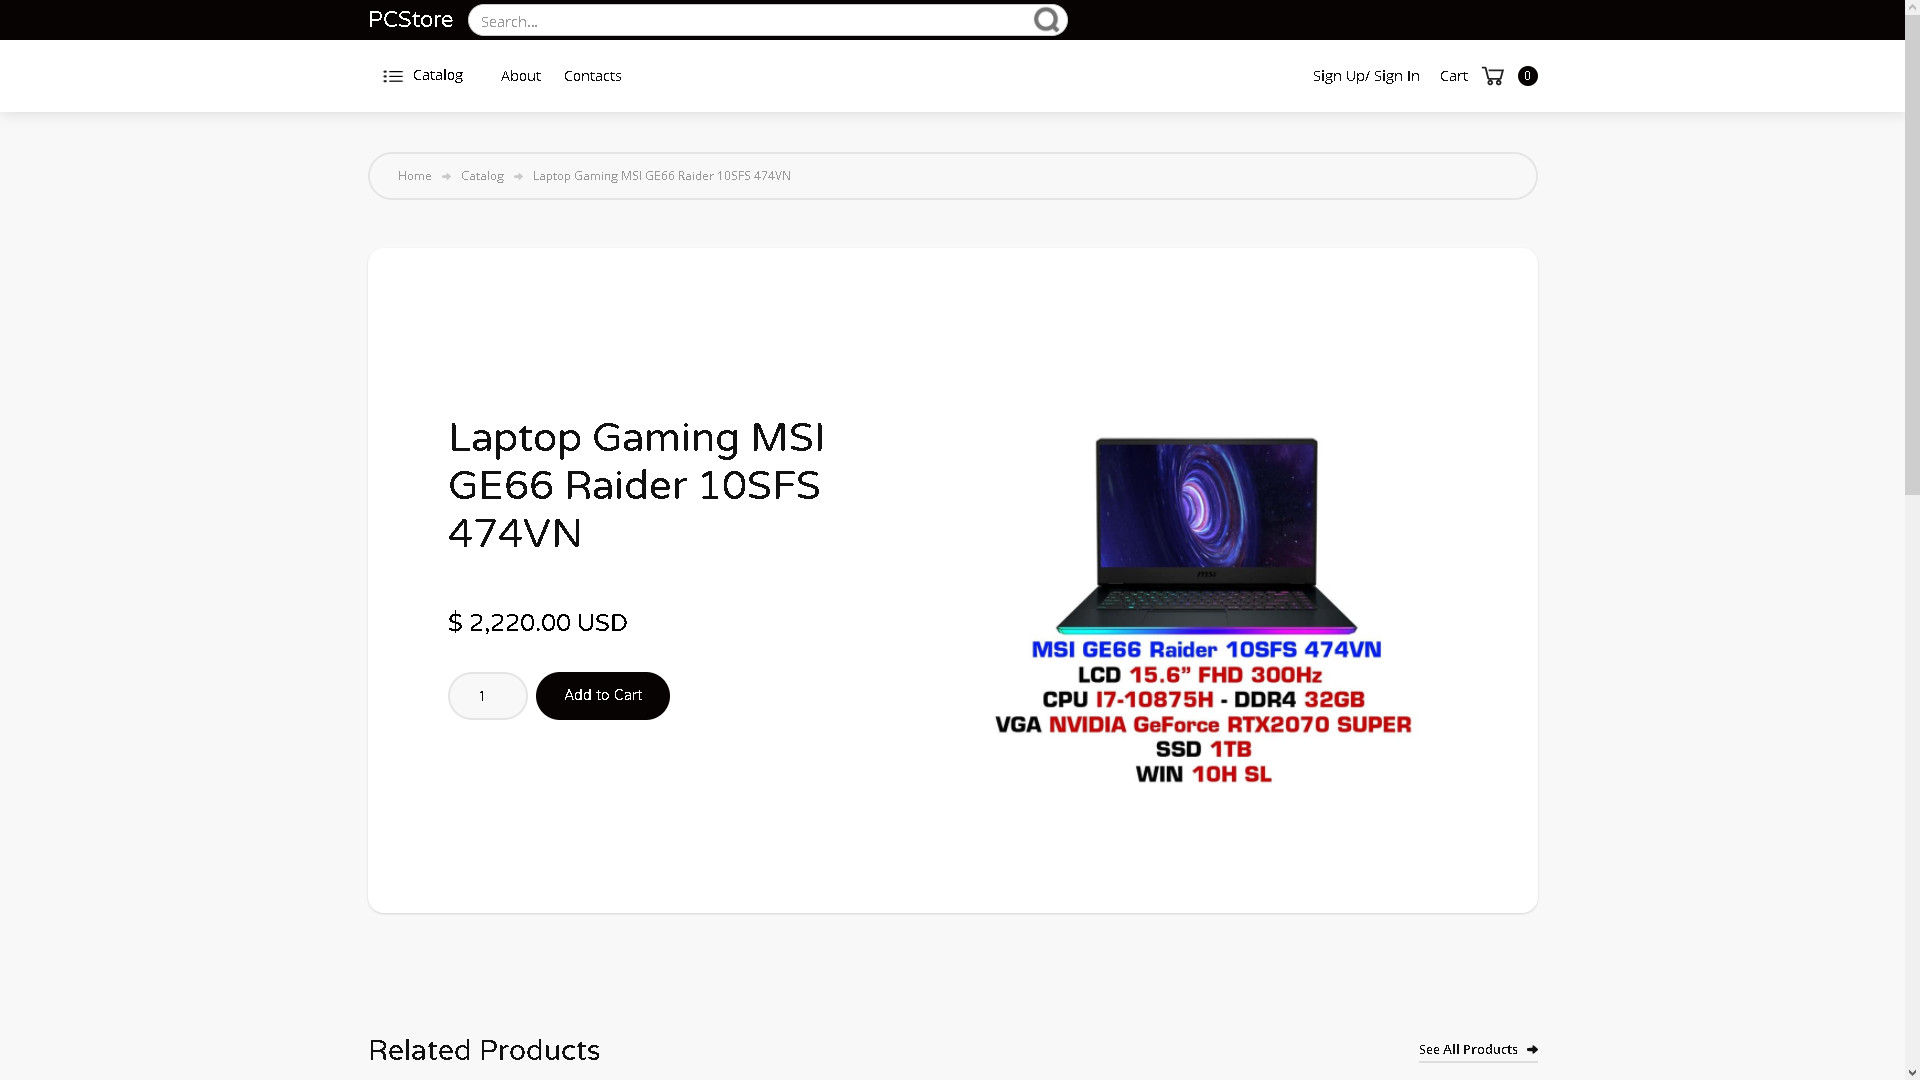 PCStore
Search...
Catalog
About
Contacts
Sign Up/ Sign In
Cart
0
Home
Catalog
Laptop Gaming MSI GE66 Raider 10SFS 474VN
Laptop Gaming MSI
GE66 Raider 10SFS
474VN
$ 2,220.00 USD
1
Add to Cart
msi
MSI GE66 Raider 10SFS 474VN
LCD 15.6” FHD 300Hz
CPU I7-10875H - DDR4 32GB
VGA NVIDIA GeForce RTX2070 SUPER
SSD 1TB
WIN 10H SL
Related Products
See All Products